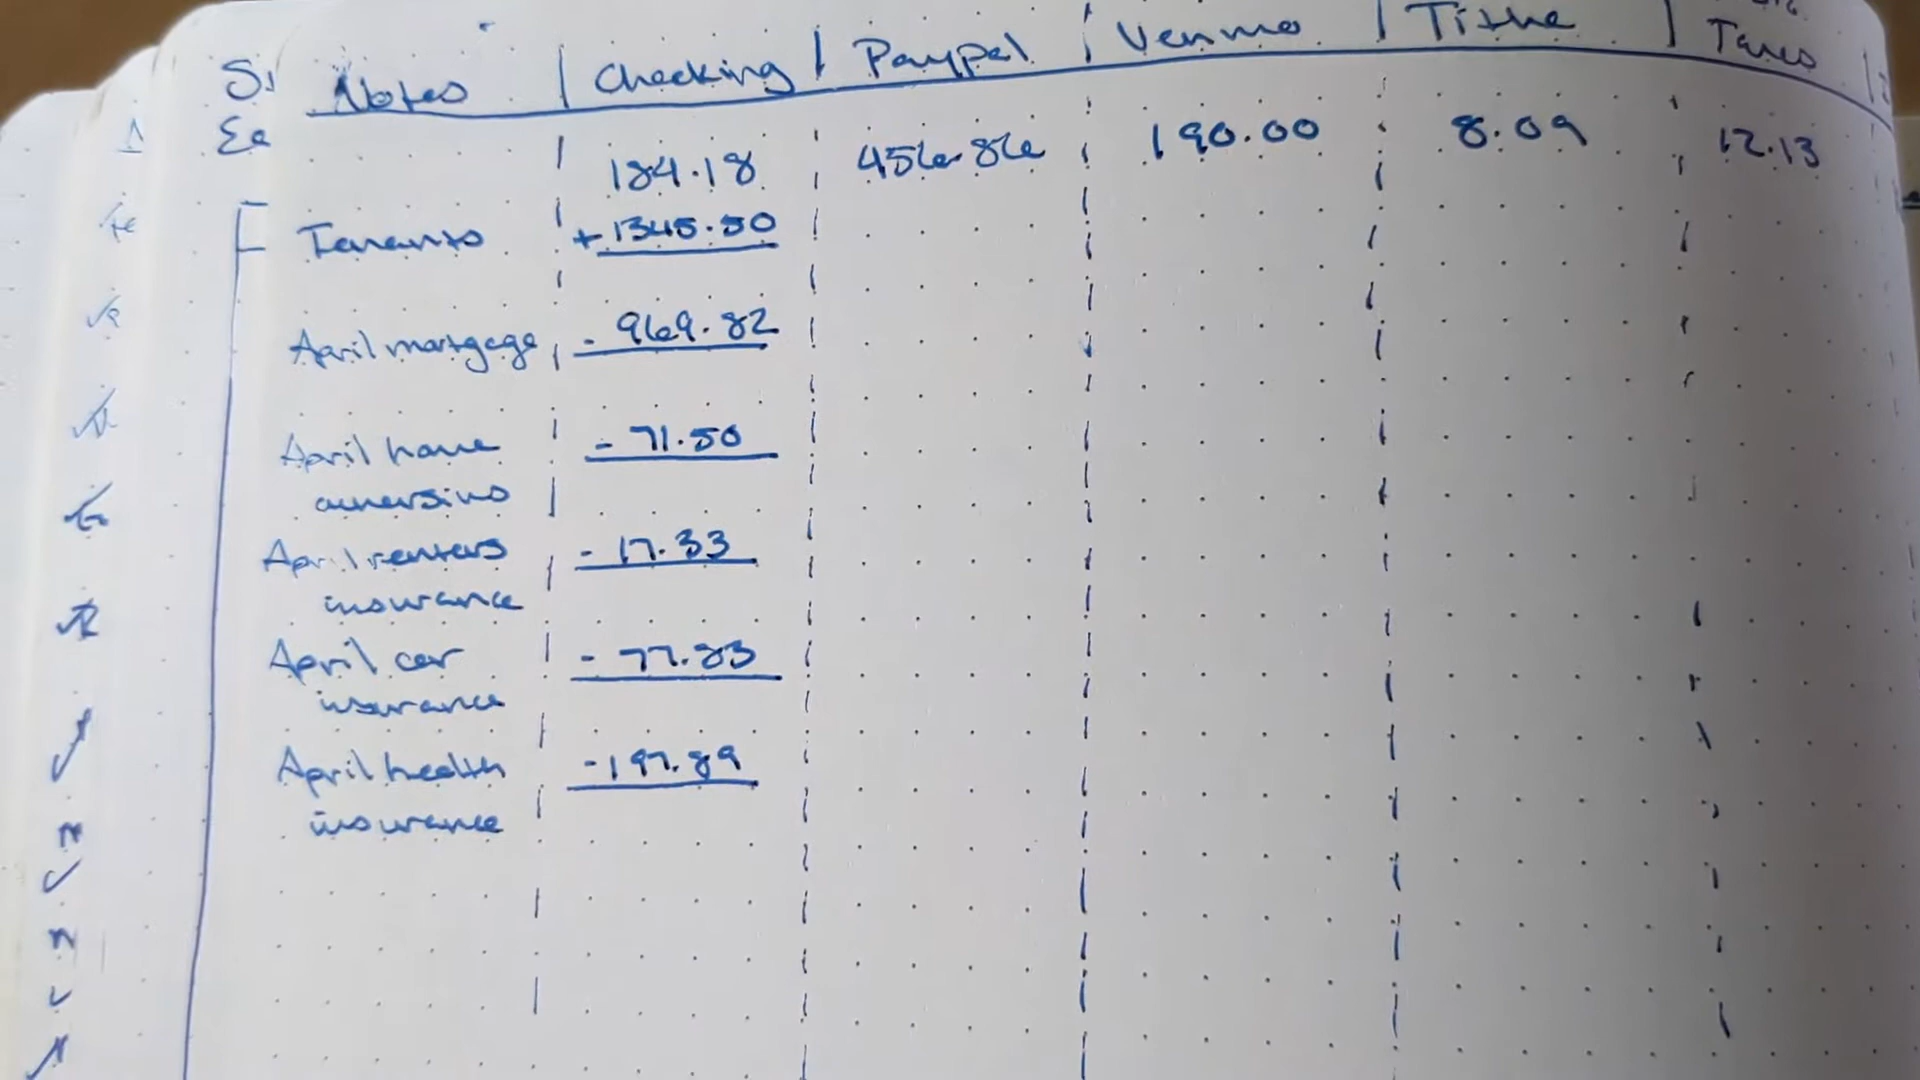 Notes | Checking | Paypal | Venmo | Tithe | Taxes
184.18 456.86 190.00 8.09 12.13
Tenants +1345.50
April mortgage - 969.82
April home - 71.50
ownersins
April renters - 17.33
insurance
April car - 77.83
insurance
April health - 197.89
insurance